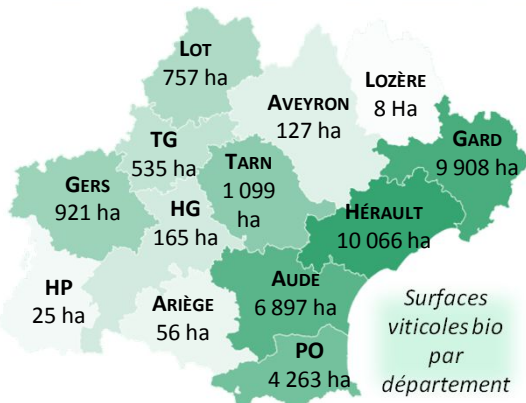 LOT
757 ha
LOZÈRE
8 Ha
AVEYRON
127 ha
GARD
9 908 ha
TG
535 ha
TARN
1 099
ha
GERS
921 ha
HG
165 ha
HÉRAULT
10 066 ha
HP
25 ha
ARIÈGE
56 ha
AUDE
6 897 ha
PO
4 263 ha
Surfaces
viticoles bio
par
département